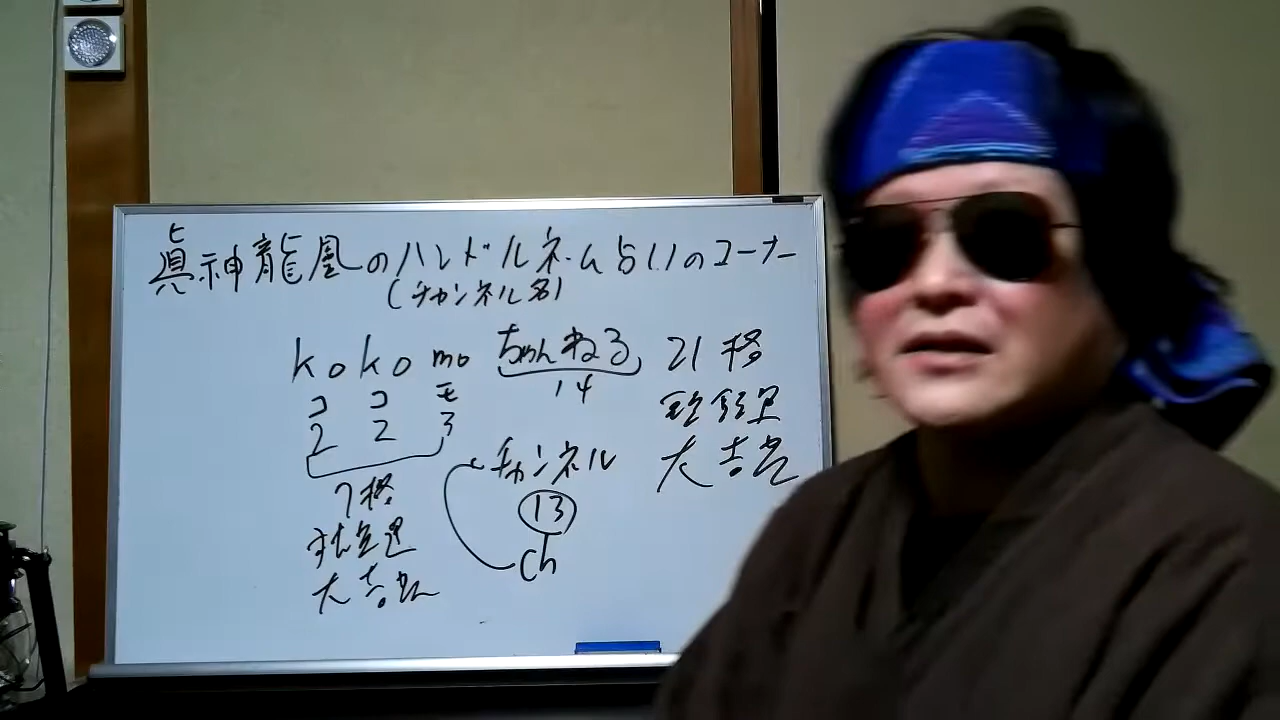 眞神龍凰のハンドルネーム占いのコーナー
(チャンネル名)
kokomo ちゃんねる 21格
ココモ 14
2 2 3
大吉
チャンネル
7格
13
ch
大吉